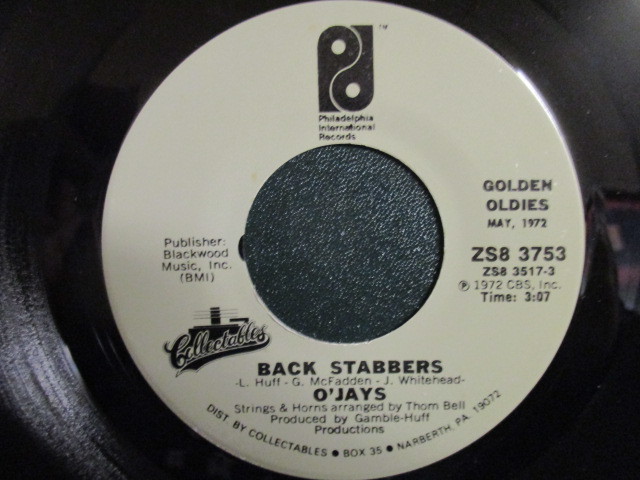 TM
Philadelphia
International
Records
GOLDEN
OLDIES
MAY, 1972
Publisher:
Blackwood
Music, Inc.
(BMI)
ZS8 3753
ZS8 3517-3
℗ 1972 CBS, Inc.
Time: 3:07
Collectables
BACK STABBERS
-L. Huff - G. McFadden - J. Whitehead-
O'JAYS
Strings & Horns arranged by Thom Bell
Produced by Gamble-Huff
Productions
DIST BY COLLECTABLES • BOX 35 • NARBERTH, PA. 19072